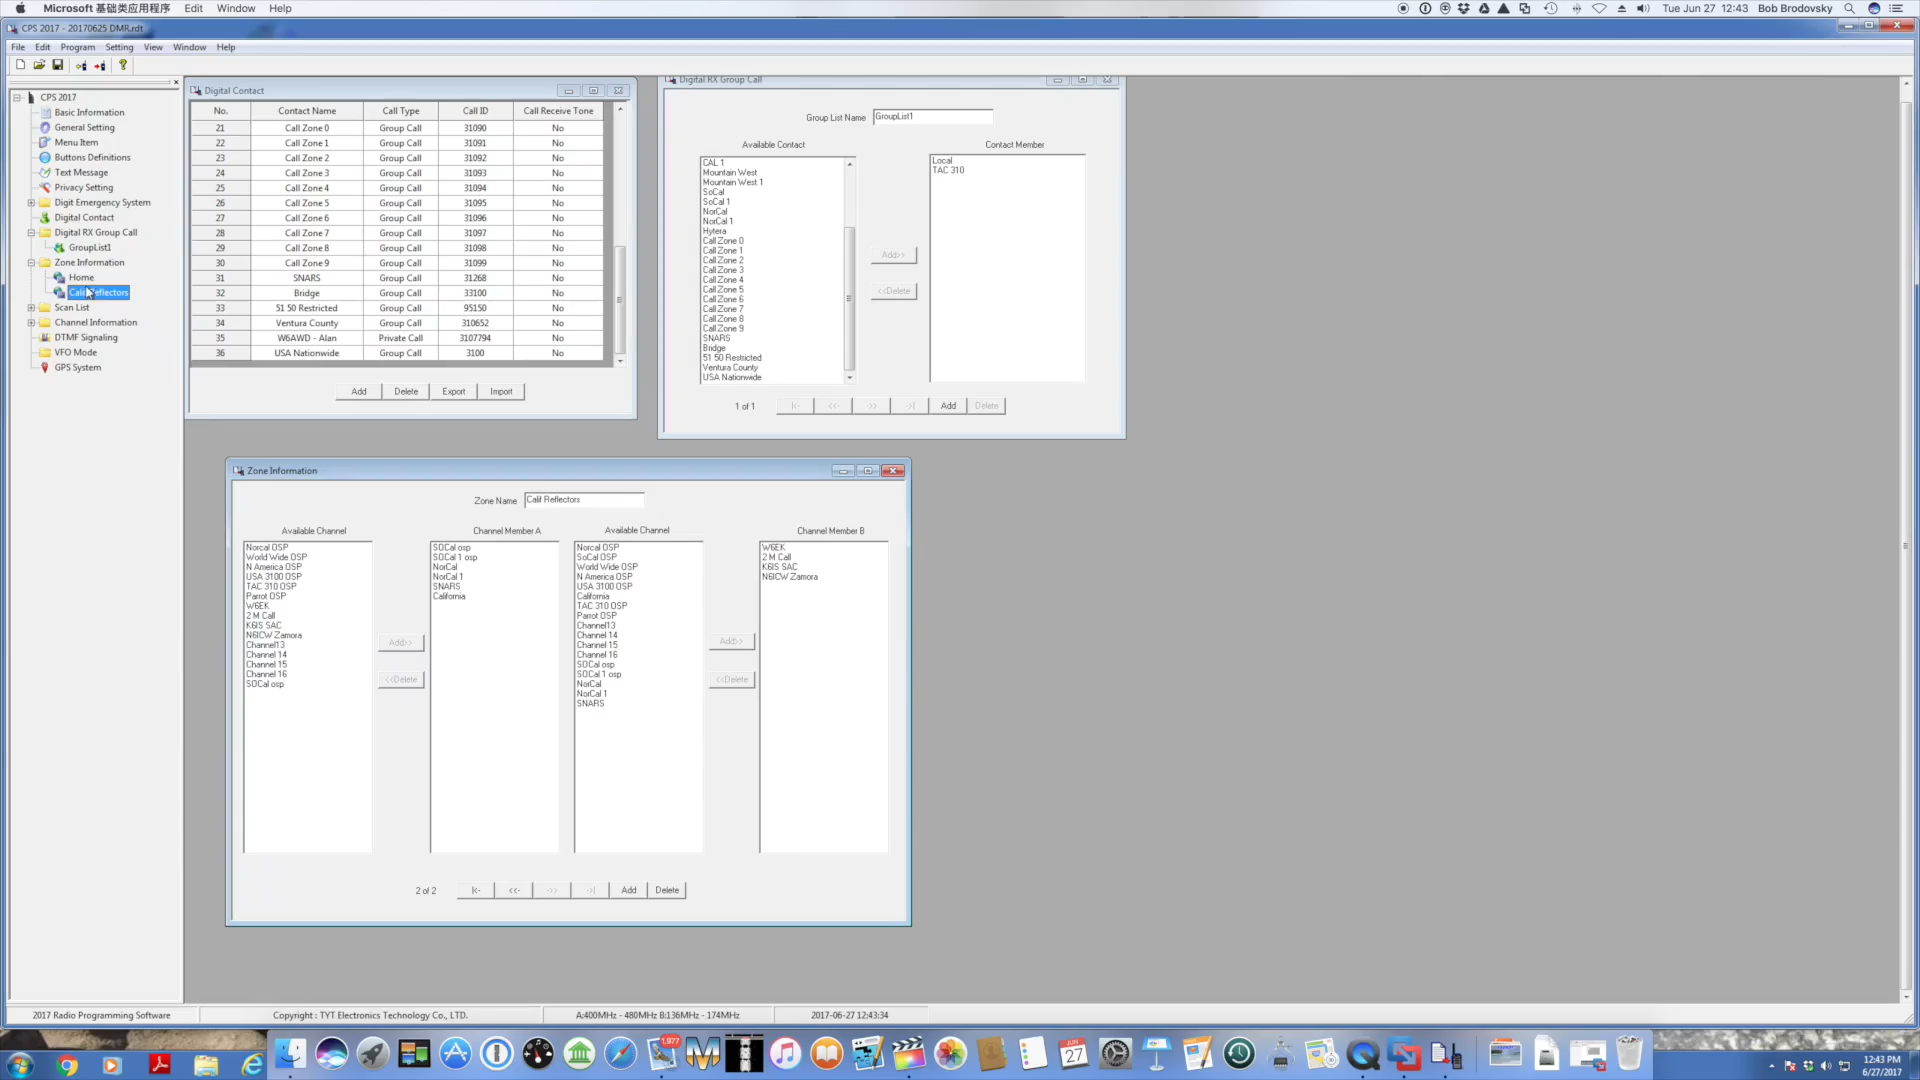 Microsoft 基础类应用程序 Edit Window Help Tue Jun 27 12:43 Bob Brodovsky
CPS 2017 - 20170625 DMR.rdt
File Edit Program Setting View Window Help
CPS 2017
Basic Information
General Setting
Menu Item
Buttons Definitions
Text Message
Privacy Setting
Digit Emergency System
Digital Contact
Digital RX Group Call
GroupList1
Zone Information
Home
Scan List
Channel Information
DTMF Signaling
VFO Mode
GPS System
Digital Contact
No. Contact Name Call Type Call ID Call Receive Tone
21 Call Zone 0 Group Call 31090 No
22 Call Zone 1 Group Call 31091 No
23 Call Zone 2 Group Call 31092 No
24 Call Zone 3 Group Call 31093 No
25 Call Zone 4 Group Call 31094 No
26 Call Zone 5 Group Call 31095 No
27 Call Zone 6 Group Call 31096 No
28 Call Zone 7 Group Call 31097 No
29 Call Zone 8 Group Call 31098 No
30 Call Zone 9 Group Call 31099 No
31 SNARS Group Call 31268 No
32 Bridge Group Call 33100 No
33 51 50 Restricted Group Call 95150 No
34 Ventura County Group Call 310652 No
35 W6AWD - Alan Private Call 3107794 No
36 USA Nationwide Group Call 3100 No
Add Delete Export Import
Digital RX Group Call
Group List Name GroupList1
Available Contact
CAL 1
Mountain West
Mountain West 1
SoCal
SoCal 1
NorCal
NorCal 1
Hytera
Call Zone 0
Call Zone 1
Call Zone 2
Call Zone 3
Call Zone 4
Call Zone 5
Call Zone 6
Call Zone 7
Call Zone 8
Call Zone 9
SNARS
Bridge
51 50 Restricted
Ventura County
USA Nationwide
Add>>
<<Delete
Contact Member
Local
TAC 310
1 of 1 |<- <<- ->> ->| Add Delete
Zone Information
Zone Name Calif Reflectors
Available Channel
Norcal OSP
World Wide OSP
N America OSP
USA 3100 OSP
TAC 310 OSP
Parrot OSP
W6EK
2 M Call
K6IS SAC
N6ICW Zamora
Channel13
Channel 14
Channel 15
Channel 16
SOCal osp
Add>>
<<Delete
Channel Member A
SOCal osp
SOCal 1 osp
NorCal
NorCal 1
SNARS
California
Available Channel
Norcal OSP
SoCal OSP
World Wide OSP
N America OSP
USA 3100 OSP
California
TAC 310 OSP
Parrot OSP
Channel13
Channel 14
Channel 15
Channel 16
SOCal osp
SOCal 1 osp
NorCal
NorCal 1
SNARS
Add>>
<<Delete
Channel Member B
W6EK
2 M Call
K6IS SAC
N6ICW Zamora
2 of 2 |<- <<- ->> ->| Add Delete
2017 Radio Programming Software Copyright : TYT Electronics Technology Co., LTD. A:400MHz - 480MHz B:136MHz - 174MHz 2017-06-27 12:43:34
1,977
JUN
27
12:43 PM
6/27/2017